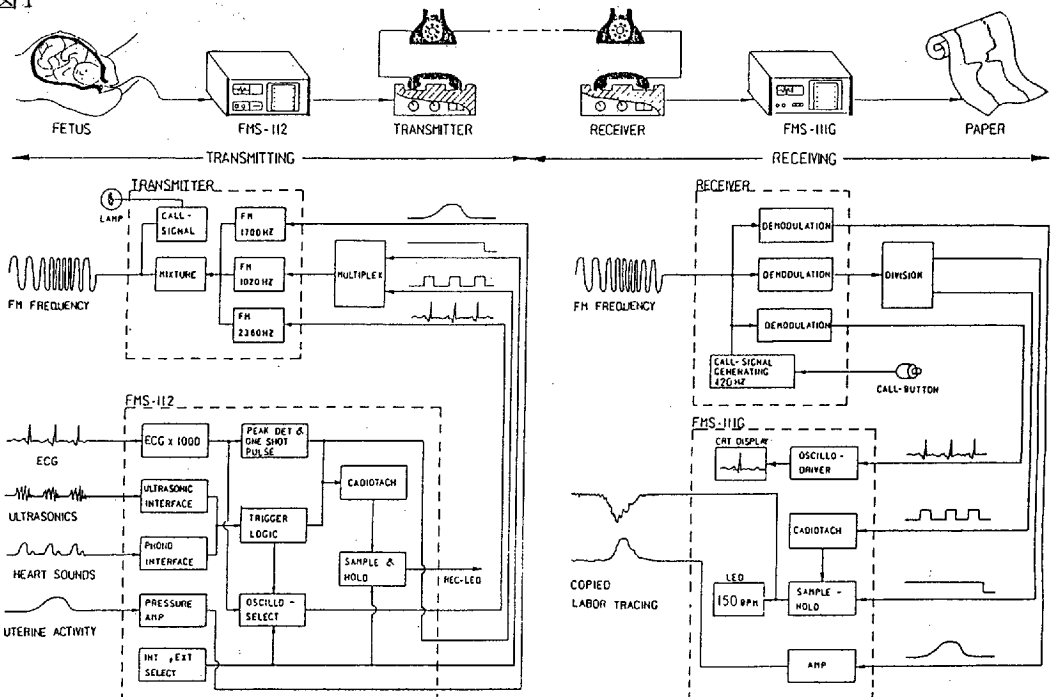 図1
FETUS
FMS-112
TRANSMITTER
RECEIVER
FMS-111G
PAPER
TRANSMITTING
RECEIVING
TRANSMITTER
LAMP
CALL-
SIGNAL
FM
1700HZ
MIXTURE
FM
1020HZ
MULTIPLEX
FM
2360HZ
FM FREQUENCY
RECEIVER
DEMODULATION
DEMODULATION
DIVISION
DEMODULATION
FM FREQUENCY
CALL-SIGNAL
GENERATING
420HZ
CALL-BUTTON
FMS-112
ECG x 1000
PEAK DET &
ONE SHOT
PULSE
ECG
ULTRASONIC
INTERFACE
CADIOTACH
ULTRASONICS
TRIGGER
LOGIC
PHONO
INTERFACE
HEART SOUNDS
SAMPLE &
HOLD
REC-LED
PRESSURE
AMP
OSCILLO-
SELECT
UTERINE ACTIVITY
INT, EXT
SELECT
FMS-111G
CRT DISPLAY
OSCILLO-
DRIVER
CADIOTACH
COPIED
LABOR TRACING
LED
150 BPM
SAMPLE-
HOLD
AMP